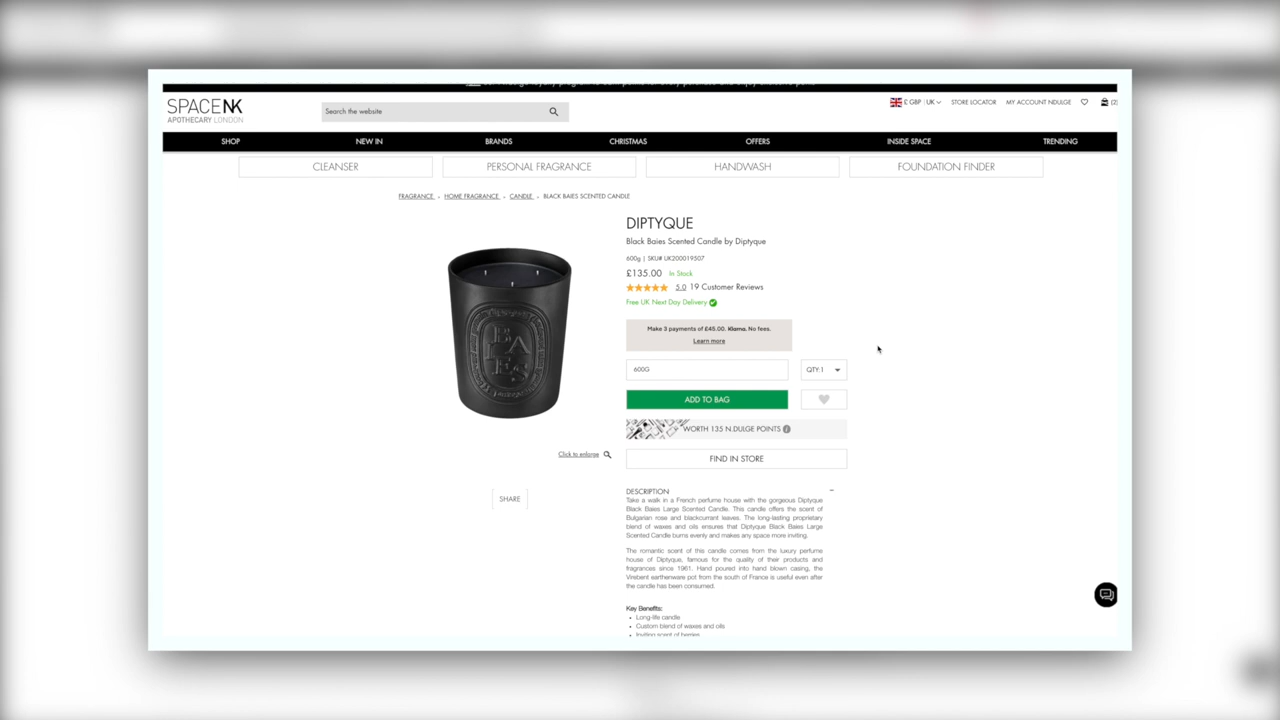 SPACENK
APOTHECARY LONDON
Search the website
£ GBP | UK
STORE LOCATOR
MY ACCOUNT NDULGE
(2)
SHOP
NEW IN
BRANDS
CHRISTMAS
OFFERS
INSIDE SPACE
TRENDING
CLEANSER
PERSONAL FRAGRANCE
HANDWASH
FOUNDATION FINDER
FRAGRANCE
HOME FRAGRANCE
CANDLE
BLACK BAIES SCENTED CANDLE
DIPTYQUE
Black Baies Scented Candle by Diptyque
600g | SKU# UK200019507
£135.00 In Stock
5.0 19 Customer Reviews
Free UK Next Day Delivery
Make 3 payments of £45.00. Klarna. No fees.
Learn more
600G
QTY:1
ADD TO BAG
WORTH 135 N.DULGE POINTS
FIND IN STORE
BAIES
Click to enlarge
SHARE
DESCRIPTION
Take a walk in a French perfume house with the gorgeous Diptyque
Black Baies Large Scented Candle. This candle offers the scent of
Bulgarian rose and blackcurrant leaves. The long-lasting proprietary
blend of waxes and oils ensures that Diptyque Black Baies Large
Scented Candle burns evenly and makes any space more inviting.
The romantic scent of this candle comes from the luxury perfume
house of Diptyque, famous for the quality of their products and
fragrances since 1961. Hand poured into hand blown casing, the
Virebent earthenware pot from the south of France is useful even after
the candle has been consumed.
Key Benefits:
• Long-life candle
• Custom blend of waxes and oils
• Inviting scent of berries